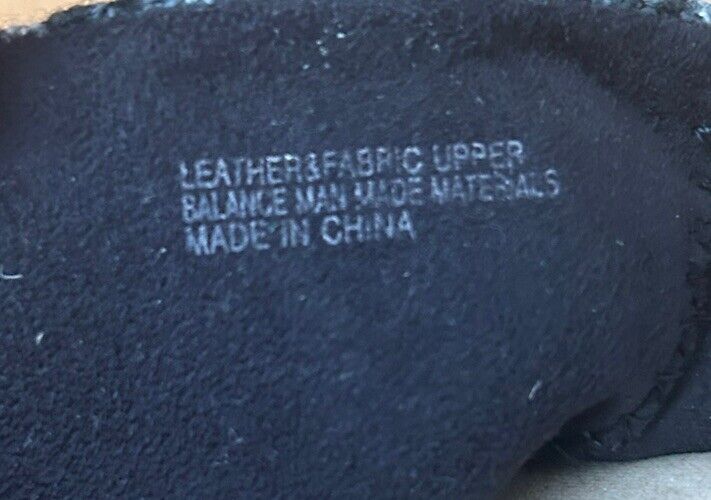 LEATHER&FABRIC UPPER
BALANCE MAN MADE MATERIALS
MADE IN CHINA